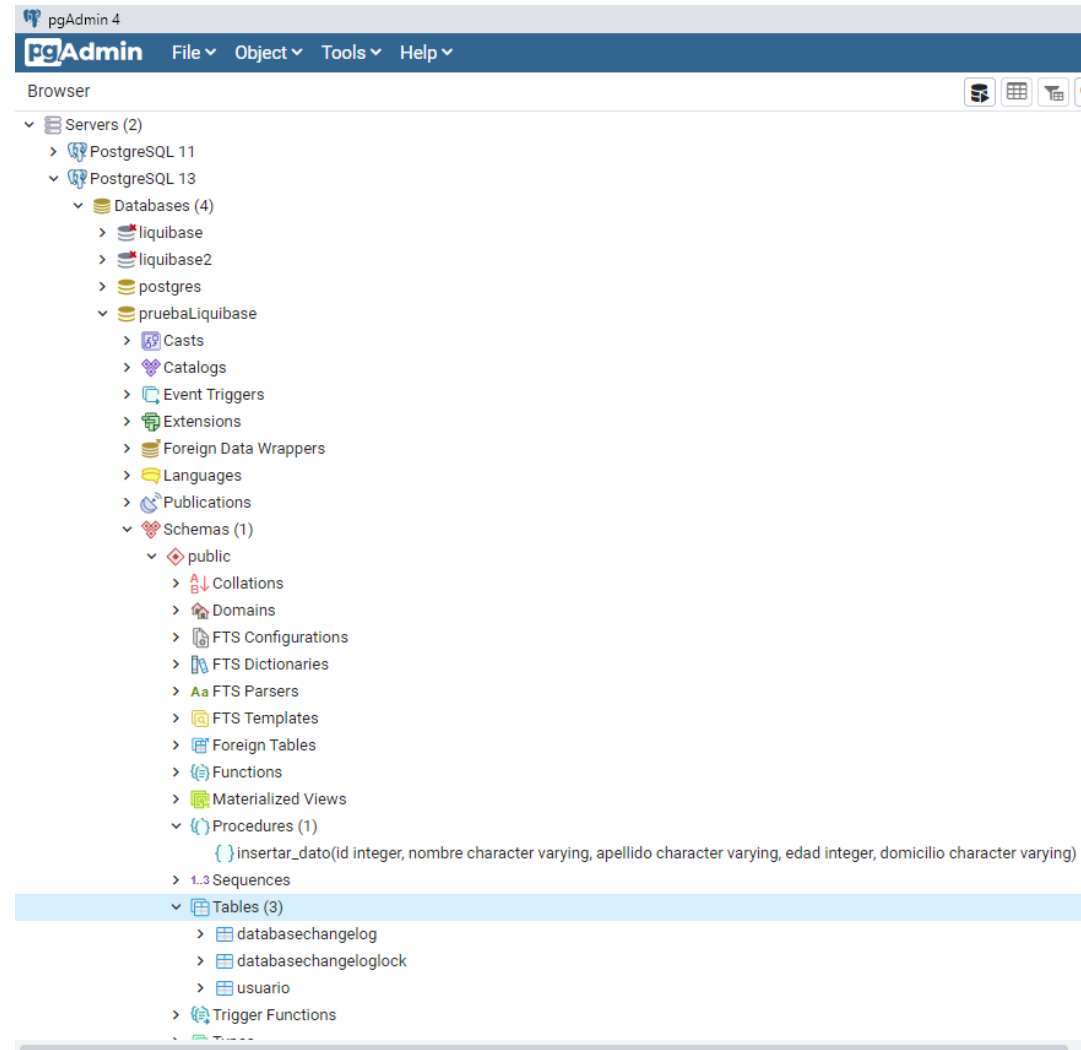 pgAdmin 4
pgAdmin File Object Tools Help
Browser
Servers (2)
PostgreSQL 11
PostgreSQL 13
Databases (4)
liquibase
liquibase2
postgres
pruebaLiquibase
Casts
Catalogs
Event Triggers
Extensions
Foreign Data Wrappers
Languages
Publications
Schemas (1)
public
Collations
Domains
FTS Configurations
FTS Dictionaries
Aa FTS Parsers
FTS Templates
Foreign Tables
Functions
Materialized Views
Procedures (1)
insertar_dato(id integer, nombre character varying, apellido character varying, edad integer, domicilio character varying)
1..3 Sequences
Tables (3)
databasechangelog
databasechangeloglock
usuario
Trigger Functions